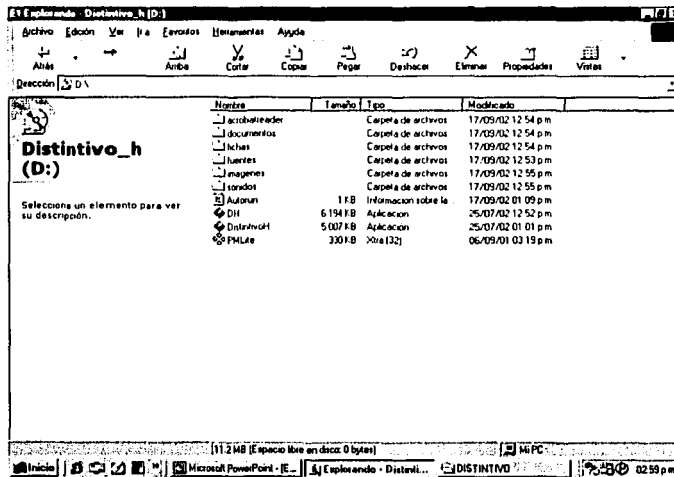 Explorando - Distintivo_h (D:)
Archivo Edición Ver Ir a Favoritos Herramientas Ayuda
Atrás Arriba Cortar Copiar Pegar Deshacer Eliminar Propiedades Vistas
Dirección D:\
Nombre Tamaño Tipo Modificado
acrobatreader Carpeta de archivos 17/09/02 12:54 p.m.
documentos Carpeta de archivos 17/09/02 12:54 p.m.
fichas Carpeta de archivos 17/09/02 12:54 p.m.
fuentes Carpeta de archivos 17/09/02 12:53 p.m.
imagenes Carpeta de archivos 17/09/02 12:55 p.m.
sonidos Carpeta de archivos 17/09/02 12:55 p.m.
Autorun 1 KB Información sobre la... 17/09/02 01:09 p.m.
DH 6.194 KB Aplicación 25/07/02 12:52 p.m.
DistintivoH 5.007 KB Aplicación 25/07/02 01:01 p.m.
PMLite 330 KB Xtra (32) 06/09/01 03:19 p.m.
Distintivo_h
(D:)
Seleccione un elemento para ver
su descripción.
11.2 MB (Espacio libre en disco: 0 bytes) Mi PC
Inicio Microsoft PowerPoint - [E... Explorando - Distinti... DISTINTIVO 02:59 p.m.